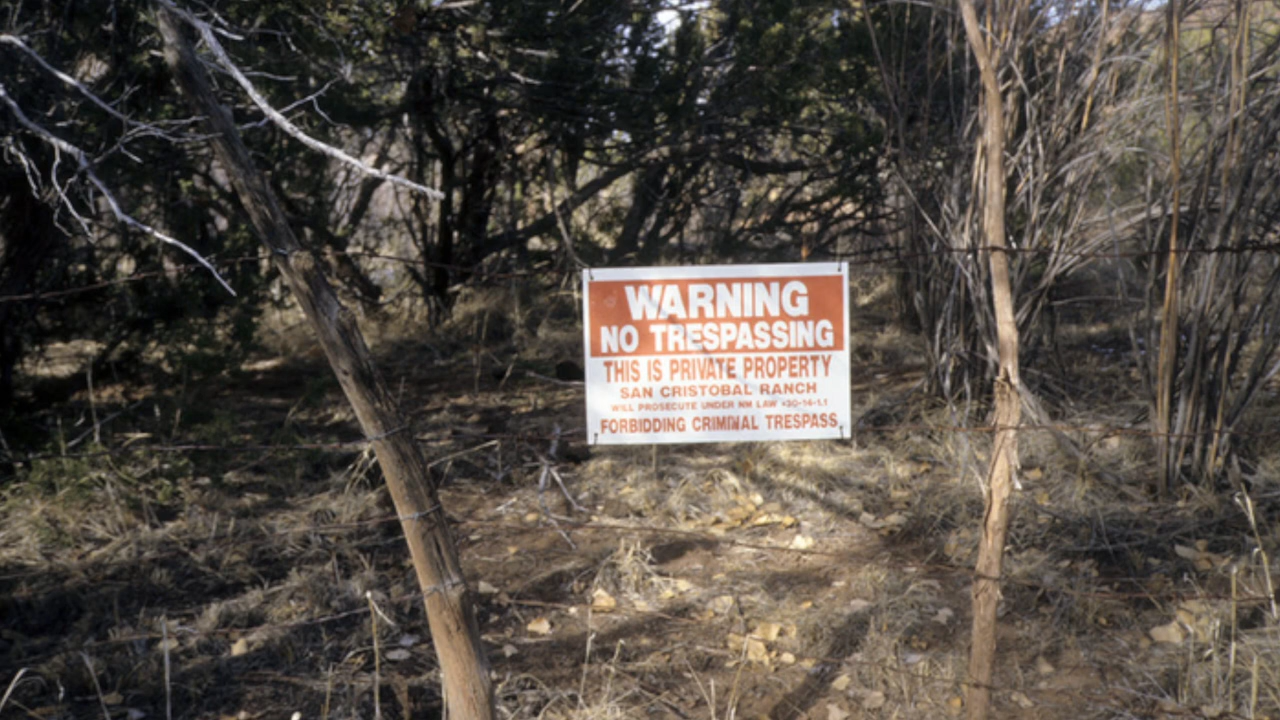 WARNING
NO TRESPASSING
THIS IS PRIVATE PROPERTY
SAN CRISTOBAL RANCH
WILL PROSECUTE UNDER NM LAW #30-14-1.1
FORBIDDING CRIMINAL TRESPASS